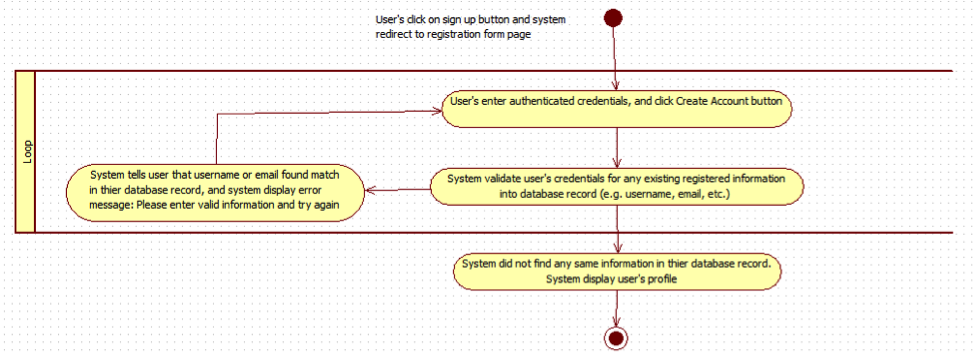 User's click on sign up button and system
redirect to registration form page
Loop
User's enter authenticated credentials, and click Create Account button
System tells user that username or email found match
in thier database record, and system display error
message: Please enter valid information and try again
System validate user's credentials for any existing registered information
into database record (e.g. username, email, etc.)
System did not find any same information in thier database record.
System display user's profile